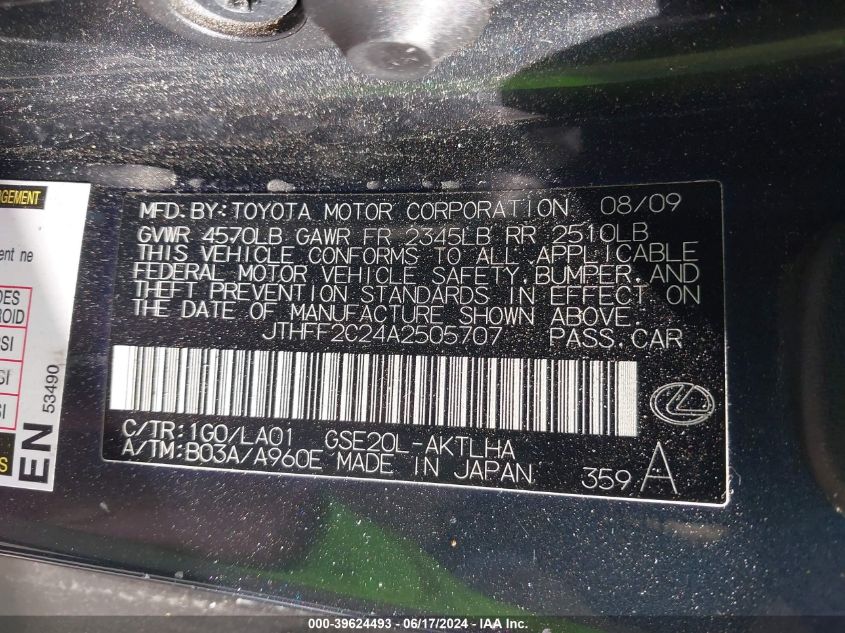 MFD. BY: TOYOTA MOTOR CORPORATION 08/09
GVWR 4570LB GAWR FR 2345LB RR 2510LB
THIS VEHICLE CONFORMS TO ALL APPLICABLE
FEDERAL MOTOR VEHICLE SAFETY, BUMPER, AND
THEFT PREVENTION STANDARDS IN EFFECT ON
THE DATE OF MANUFACTURE SHOWN ABOVE.
JTHFF2C24A2505707 PASS. CAR
C/TR: 1G0/LA01 GSE20L-AKTLHA
A/TM: B03A/A960E MADE IN JAPAN
359 A
EN 53490
000-39624493 - 06/17/2024 - IAA Inc.